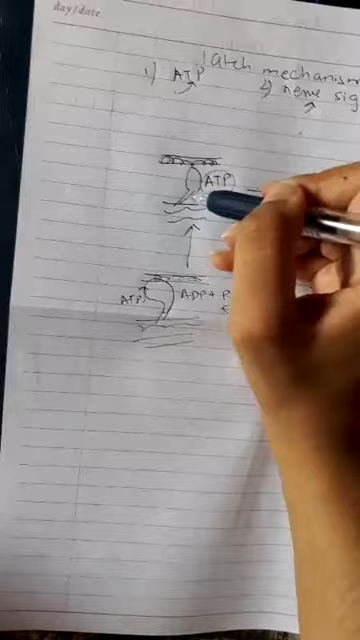 day/date
latch mechanism
1) ATP 2) nerve sig
ATP
ATP ADP + P